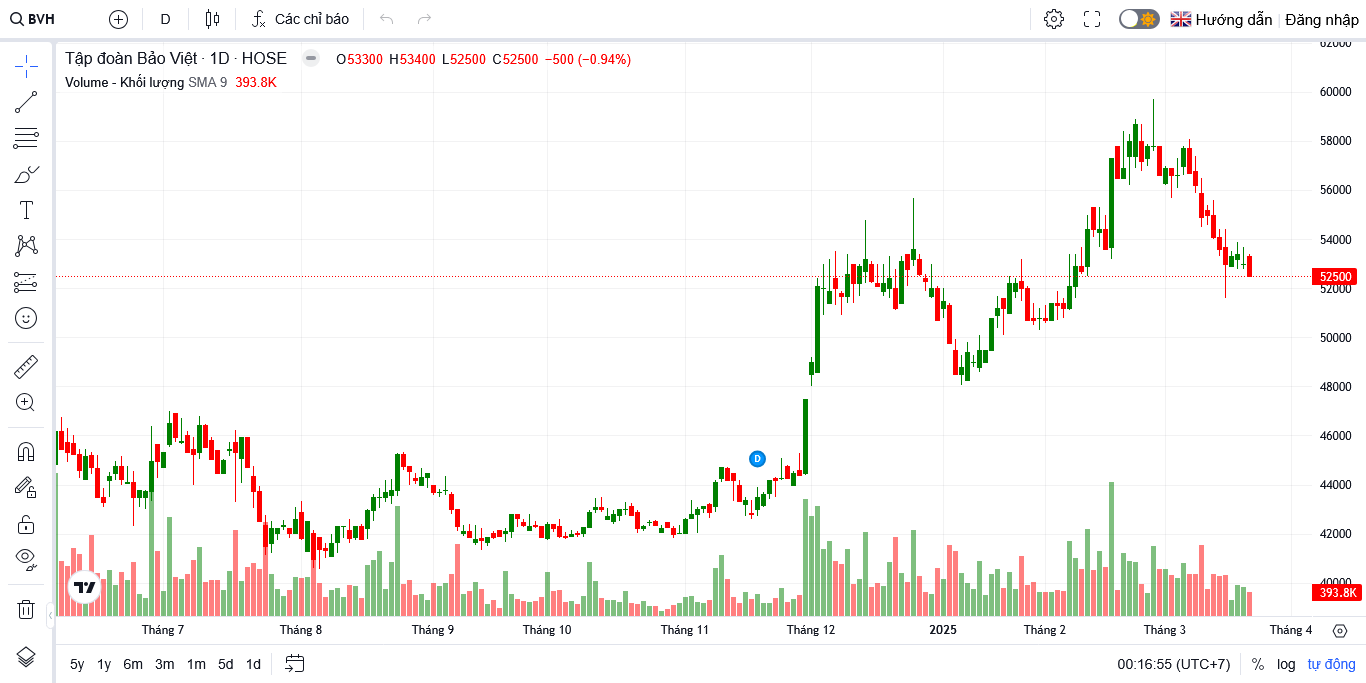 BVH D Các chỉ báo Hướng dẫn Đăng nhập
Tập đoàn Bảo Việt · 1D · HOSE O53300 H53400 L52500 C52500 −500 (−0.94%)
Volume - Khối lượng SMA 9 393.8K
62000
60000
58000
56000
54000
52500
52000
50000
48000
46000
D
44000
42000
40000
393.8K
Tháng 7 Tháng 8 Tháng 9 Tháng 10 Tháng 11 Tháng 12 2025 Tháng 2 Tháng 3 Tháng 4
5y 1y 6m 3m 1m 5d 1d 00:16:55 (UTC+7) % log tự động